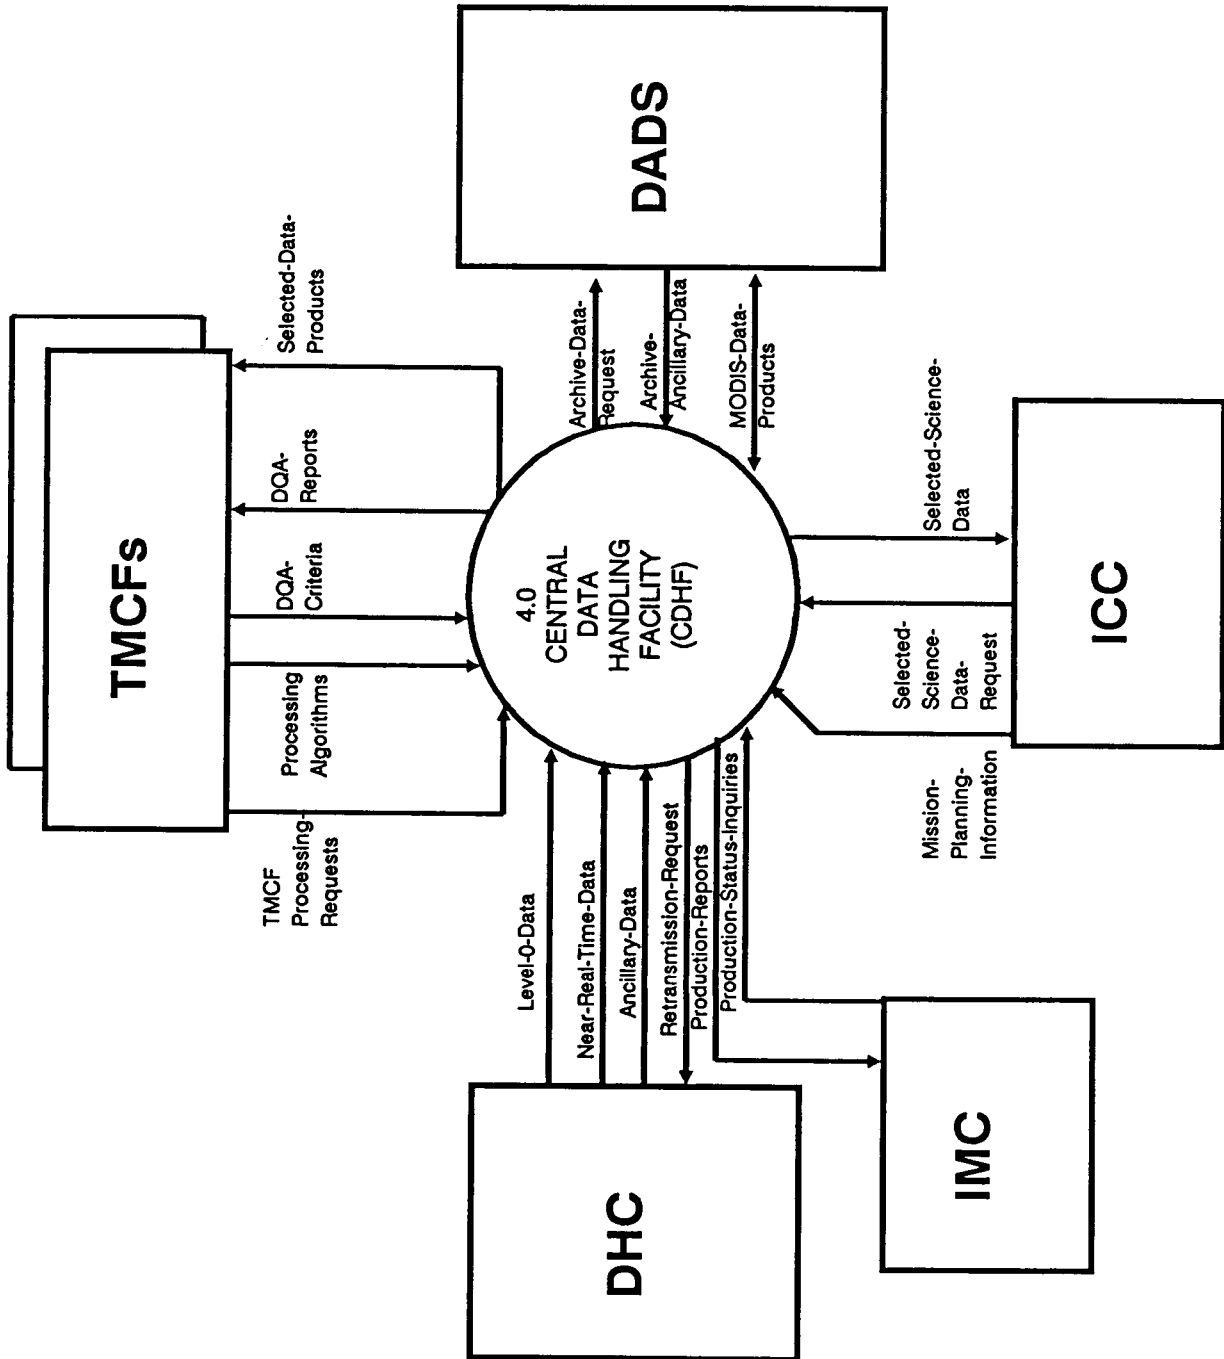 TMCFs
TMCF
Processing-
Requests
Processing
Algorithms
DQA-
Criteria
DQA-
Reports
Selected-Data-
Products
DHC
Level-0-Data
Near-Real-Time-Data
Ancillary-Data
Retransmission-Request
Production-Reports
Production-Status-Inquiries
4.0
CENTRAL
DATA
HANDLING
FACILITY
(CDHF)
Archive-Data-
Request
Archive-
Ancillary-Data
MODIS-Data-
Products
DADS
IMC
Mission-
Planning-
Information
Selected-
Science-
Data-
Request
Selected-Science-
Data
ICC